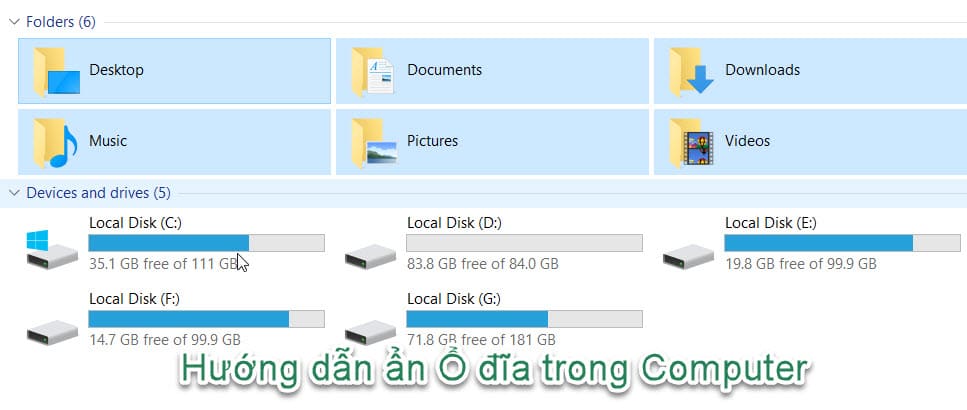 Folders (6)
Desktop Documents Downloads
Music Pictures Videos
Devices and drives (5)
Local Disk (C:) Local Disk (D:) Local Disk (E:)
35.1 GB free of 111 GB 83.8 GB free of 84.0 GB 19.8 GB free of 99.9 GB
Local Disk (F:) Local Disk (G:)
14.7 GB free of 99.9 GB 71.8 GB free of 181 GB
Hướng dẫn ẩn Ổ đĩa trong Computer